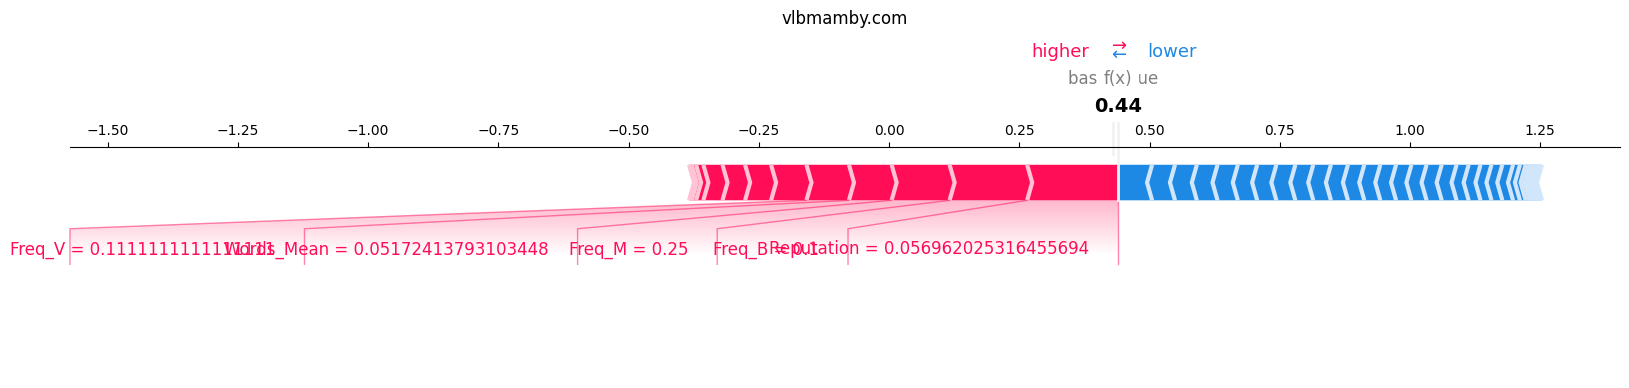 vlbmamby.com
higher → ← lower
bas f(x) ue
0.44
−1.50 −1.25 −1.00 −0.75 −0.50 −0.25 0.00 0.25 0.50 0.75 1.00 1.25
Freq_V = 0.1111111111111111 Words_Mean = 0.05172413793103448 Freq_M = 0.25 Freq_B = 0.1 Reputation = 0.056962025316455694